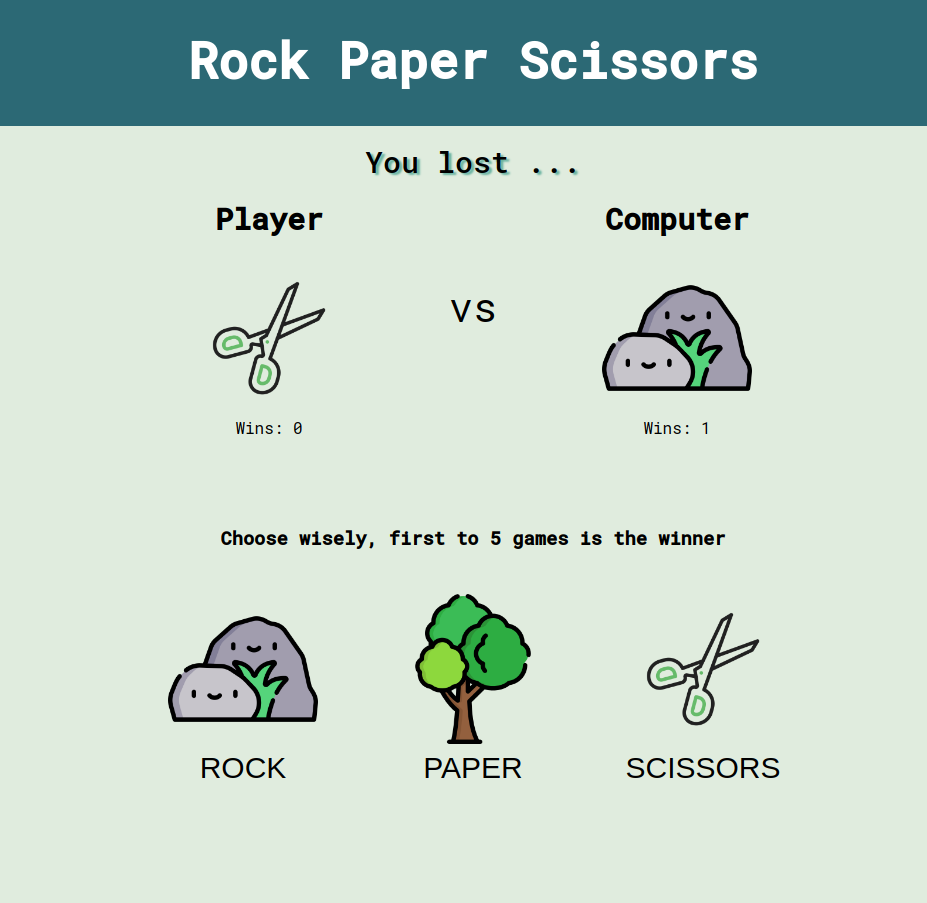 Rock Paper Scissors
You lost ...
Player
Computer
VS
Wins: 0
Wins: 1
Choose wisely, first to 5 games is the winner
ROCK
PAPER
SCISSORS